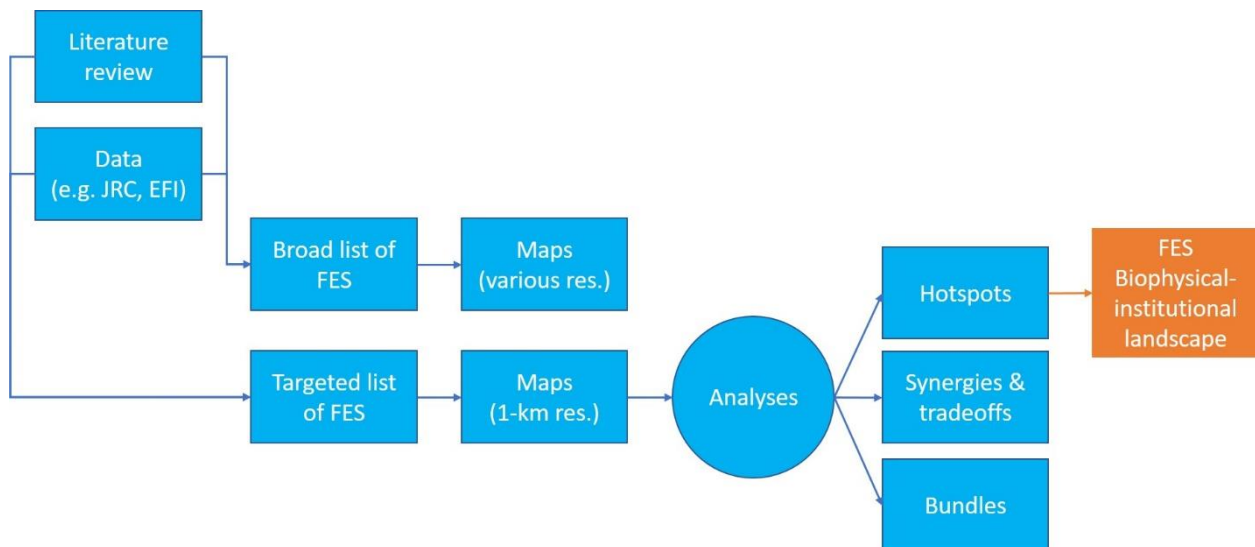 Literature
review
Data
(e.g. JRC, EFI)
Broad list of
FES
Maps
(various res.)
Targeted list
of FES
Maps
(1-km res.)
Analyses
Hotspots
Synergies &
tradeoffs
Bundles
FES
Biophysical-
institutional
landscape